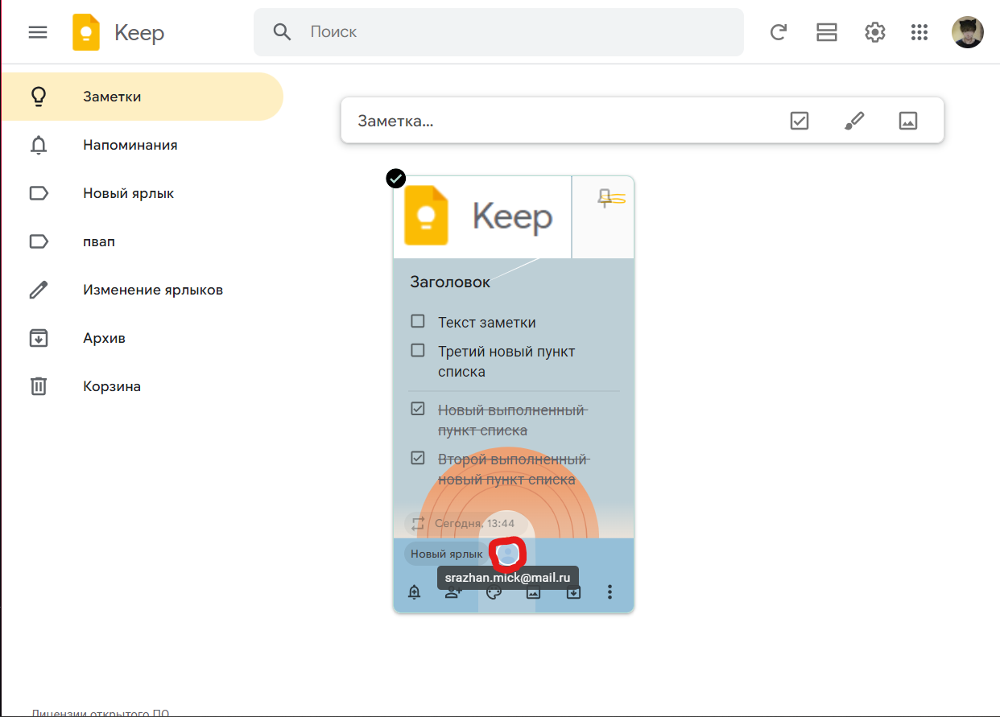 Keep
Поиск
Заметки
Напоминания
Новый ярлык
пвап
Изменение ярлыков
Архив
Корзина
Заметка...
Keep
Заголовок
Текст заметки
Третий новый пункт
списка
Новый выполненный
пункт списка
Второй выполненный
новый пункт списка
Сегодня, 13:44
Новый ярлык
srazhan.mick@mail.ru
Лицензии открытого ПО